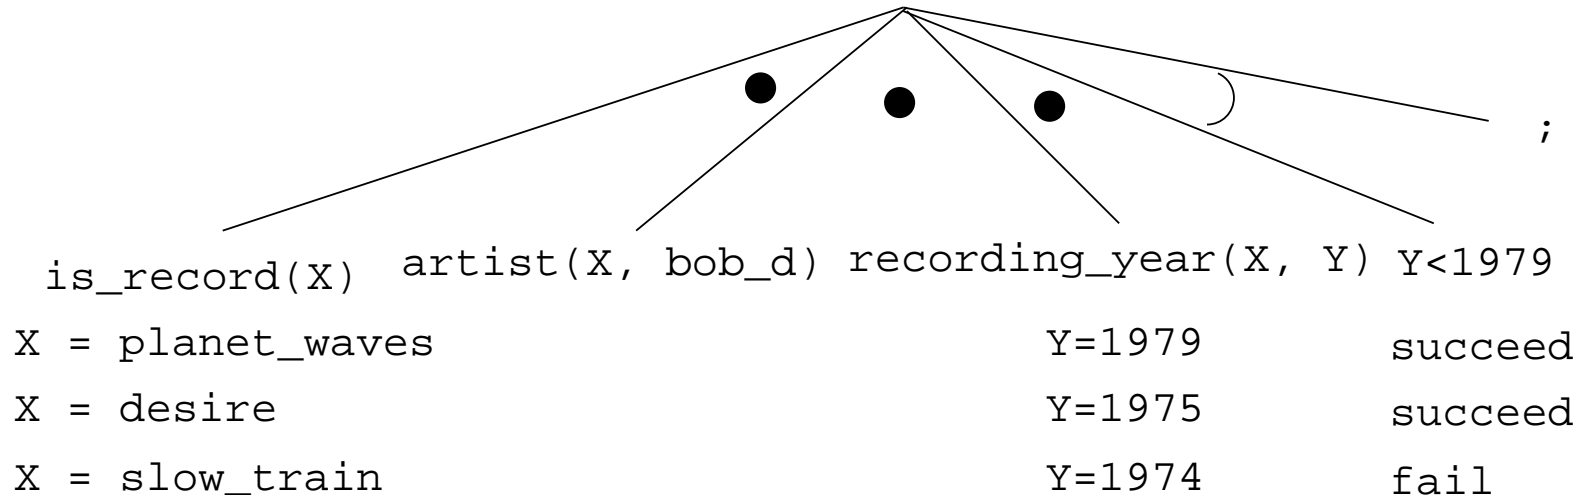 ;
is_record(X) artist(X, bob_d) recording_year(X, Y) Y<1979
X = planet_waves Y=1979 succeed
X = desire Y=1975 succeed
X = slow_train Y=1974 fail